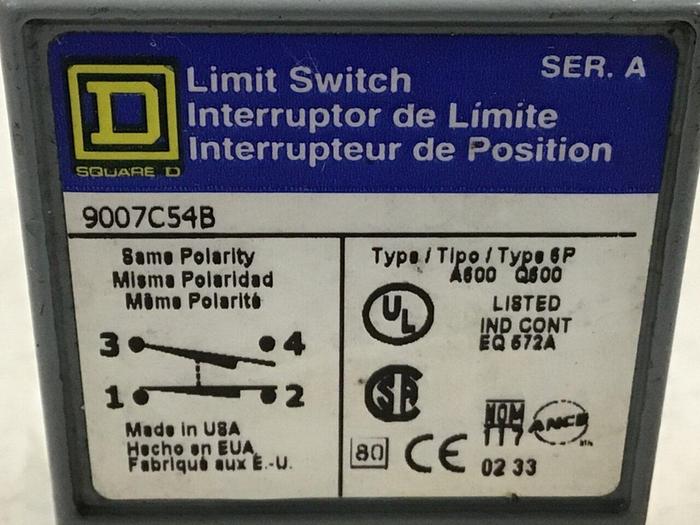 SER. A
D
SQUARE D
Limit Switch
Interruptor de Límite
Interrupteur de Position
9007C54B
Same Polarity
Misma Polaridad
Même Polarité
3 4
1 2
Made in USA
Hecho en EUA
Fabriqué aux É.-U.
Type / Tipo / Type 6P
A600 Q600
UL
LISTED
IND CONT
EQ 572A
SA
NOM
ANCE
80
CE
02 33